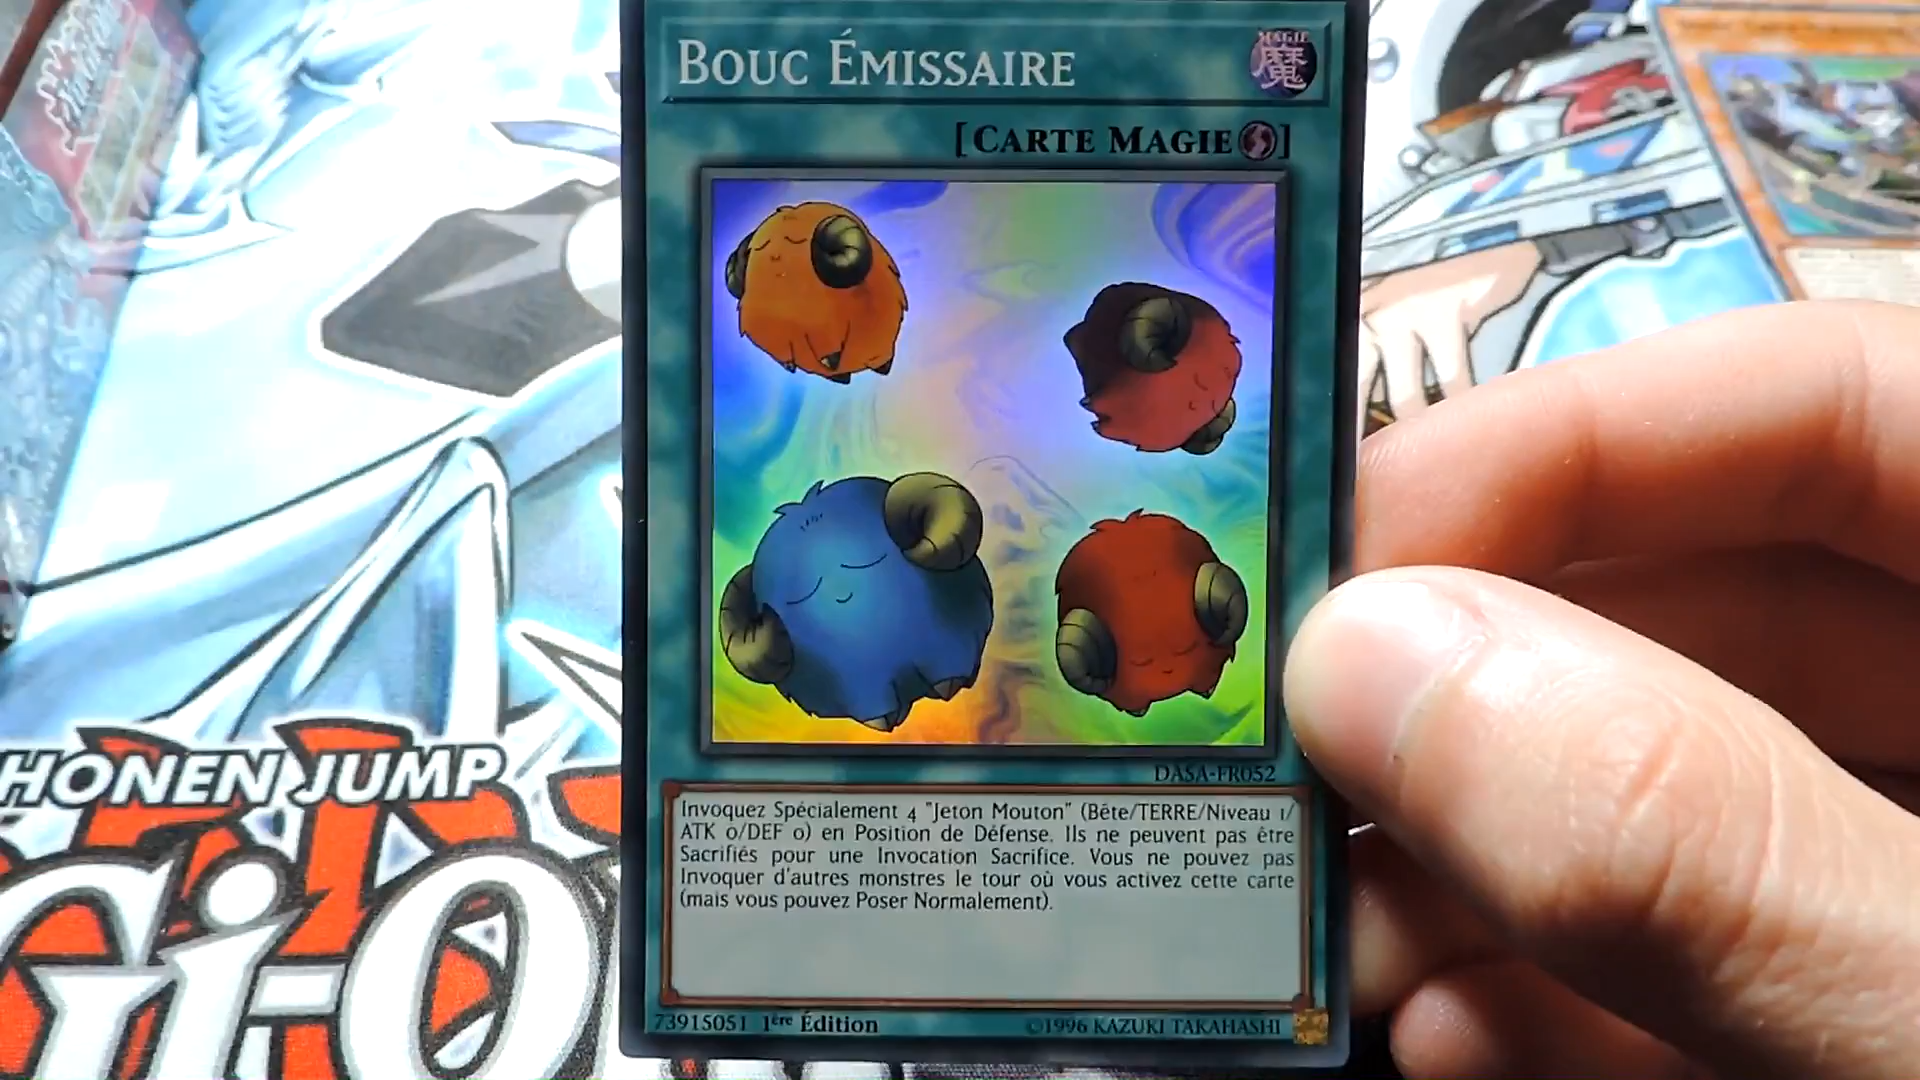 BOUC ÉMISSAIRE
MAGIE
魔
[CARTE MAGIE]
DASA-FR052
Invoquez Spécialement 4 "Jeton Mouton" (Bête/TERRE/Niveau 1/
ATK 0/DEF 0) en Position de Défense. Ils ne peuvent pas être
Sacrifiés pour une Invocation Sacrifice. Vous ne pouvez pas
Invoquer d'autres monstres le tour où vous activez cette carte
(mais vous pouvez Poser Normalement).
73915051 1ère Édition
©1996 KAZUKI TAKAHASHI
HONEN JUMP
Gi-O